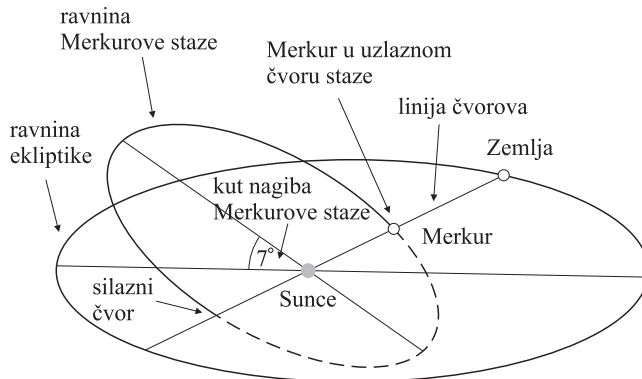 ravnina
Merkurove staze
Merkur u uzlaznom
čvoru staze
linija čvorova
ravnina
ekliptike
Zemlja
kut nagiba
Merkurove staze
Merkur
7°
silazni
čvor
Sunce